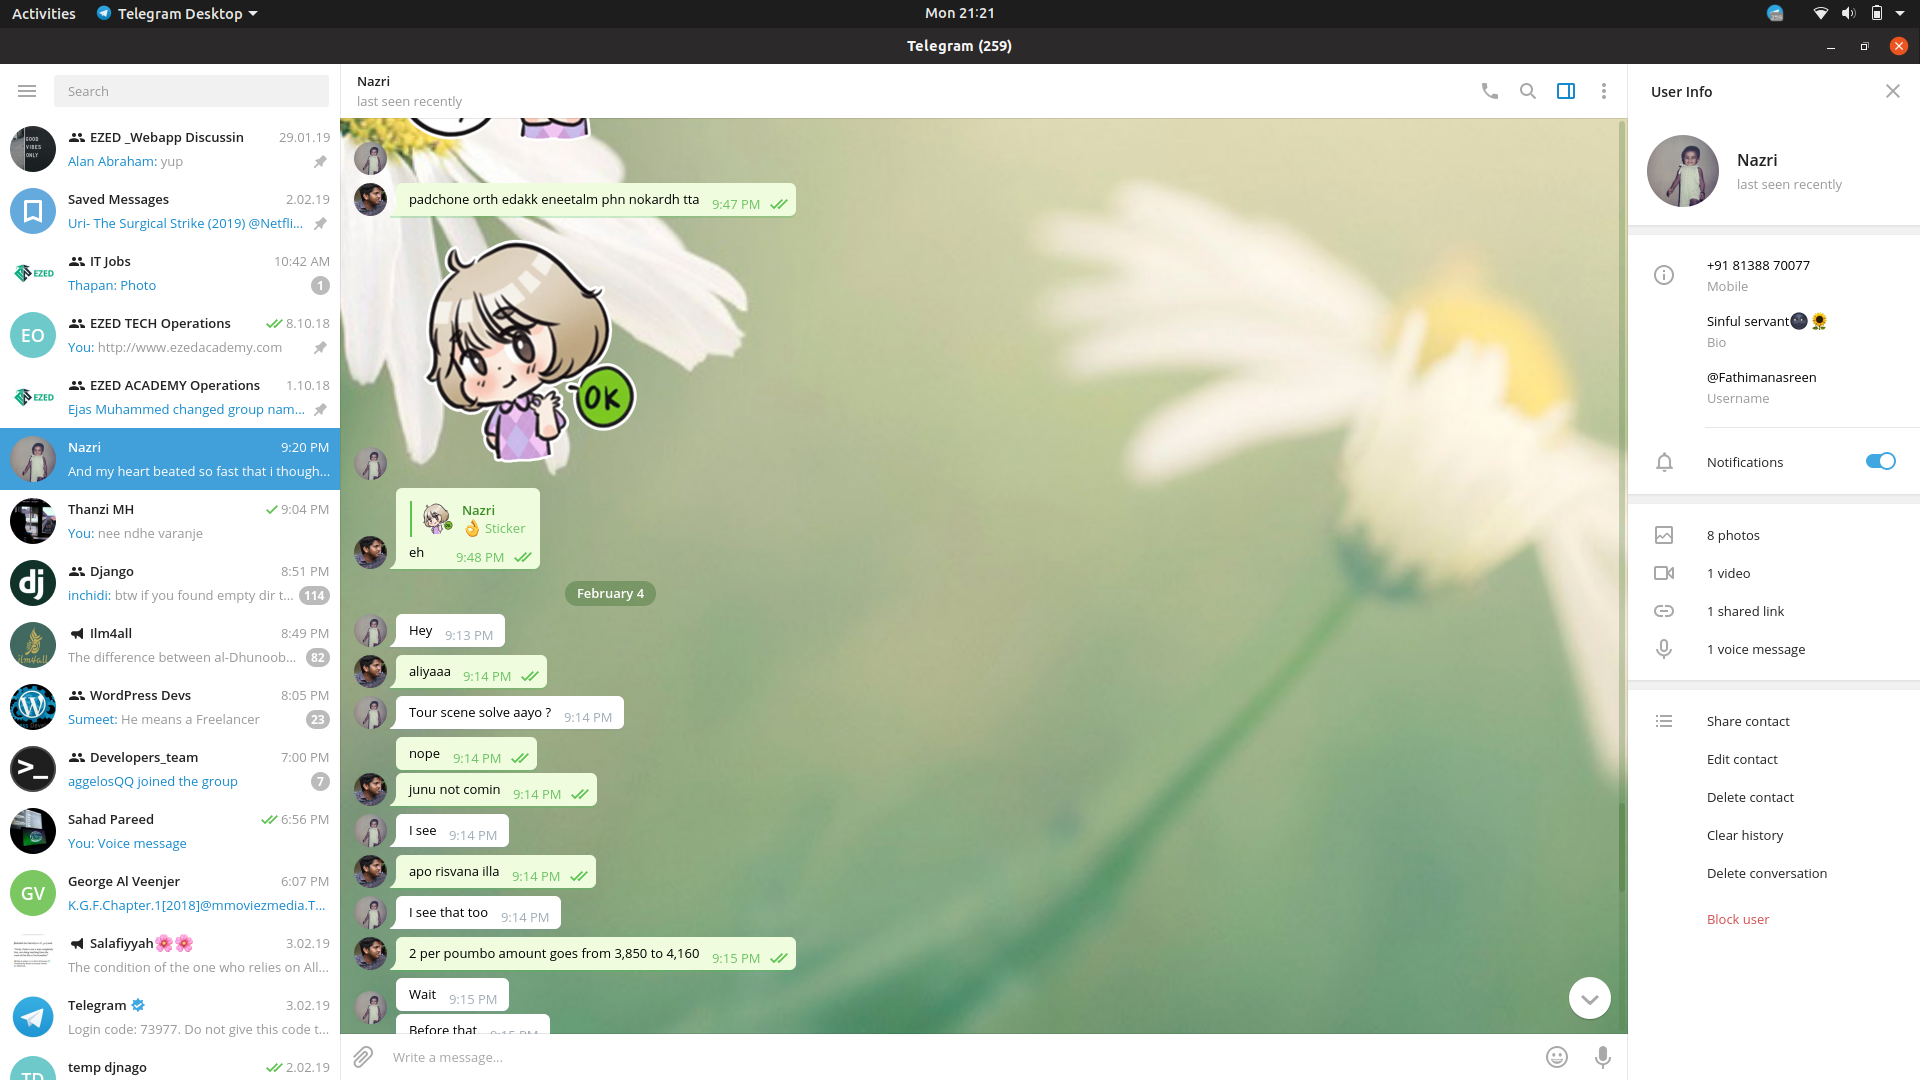 Activities
Telegram Desktop
Mon 21:21
Telegram (259)
Search
EZED _Webapp Discussin 29.01.19
Alan Abraham: yup
Saved Messages 2.02.19
Uri- The Surgical Strike (2019) @Netfli...
IT Jobs 10:42 AM
EZED
Thapan: Photo 1
EO
EZED TECH Operations 8.10.18
You: http://www.ezedacademy.com
EZED ACADEMY Operations 1.10.18
EZED
Ejas Muhammed changed group nam...
Nazri 9:20 PM
And my heart beated so fast that i though...
Thanzi MH 9:04 PM
You: nee ndhe varanje
dj
Django 8:51 PM
inchidi: btw if you found empty dir t... 114
Ilm4all 8:49 PM
The difference between al-Dhunoob... 82
WordPress Devs 8:05 PM
Sumeet: He means a Freelancer 23
Developers_team 7:00 PM
aggelosQQ joined the group 7
Sahad Pareed 6:56 PM
You: Voice message
GV
George Al Veenjer 6:07 PM
K.G.F.Chapter.1[2018]@mmoviezmedia.T...
Salafiyyah🌸🌸 3.02.19
The condition of the one who relies on All...
Telegram 3.02.19
Login code: 73977. Do not give this code t...
temp djnago 2.02.19
TD
Nazri
last seen recently
padchone orth edakk eneetalm phn nokardh tta 9:47 PM
OK
Nazri
👌 Sticker
eh 9:48 PM
February 4
Hey 9:13 PM
aliyaaa 9:14 PM
Tour scene solve aayo ? 9:14 PM
nope 9:14 PM
junu not comin 9:14 PM
I see 9:14 PM
apo risvana illa 9:14 PM
I see that too 9:14 PM
2 per poumbo amount goes from 3,850 to 4,160 9:15 PM
Wait 9:15 PM
Before that 9:15 PM
Write a message...
User Info
Nazri
last seen recently
+91 81388 70077
Mobile
Sinful servant🌚🌻
Bio
@Fathimanasreen
Username
Notifications
8 photos
1 video
1 shared link
1 voice message
Share contact
Edit contact
Delete contact
Clear history
Delete conversation
Block user